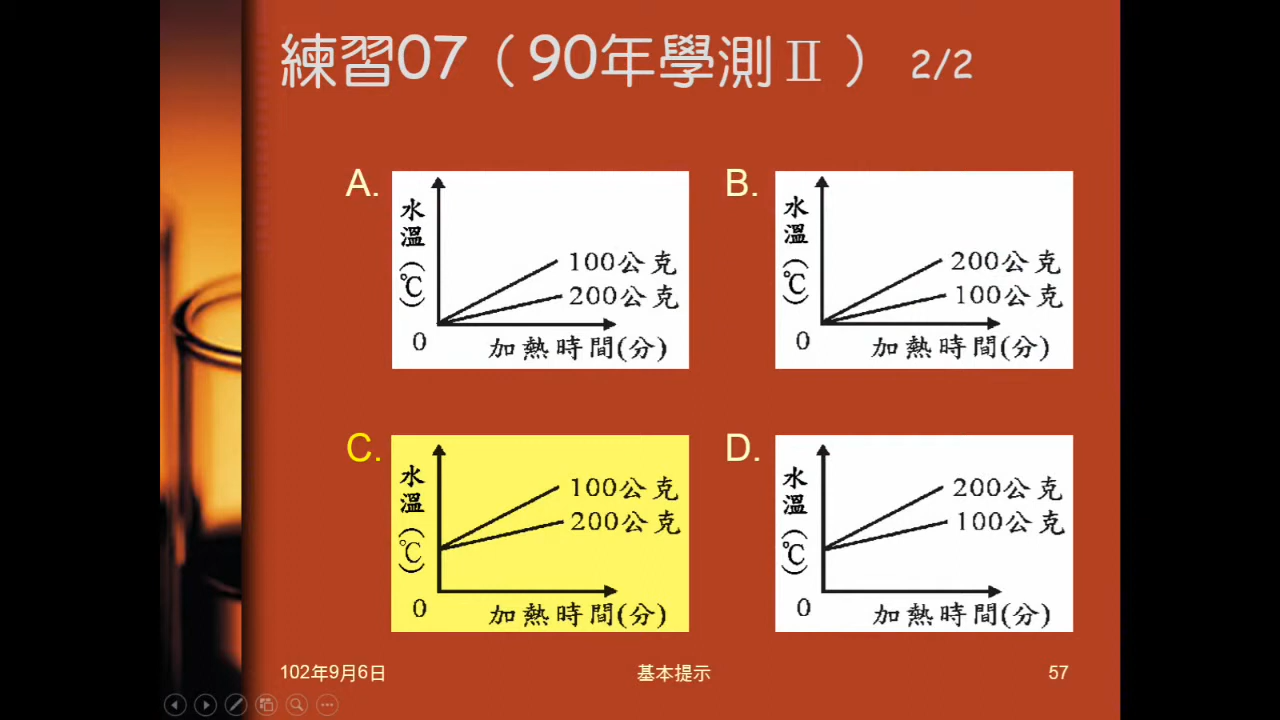 練習07（90年學測Ⅱ） 2/2
A.
水溫(℃)
100公克
200公克
0
加熱時間(分)
B.
水溫(℃)
200公克
100公克
0
加熱時間(分)
C.
水溫(℃)
100公克
200公克
0
加熱時間(分)
D.
水溫(℃)
200公克
100公克
0
加熱時間(分)
102年9月6日
基本提示
57